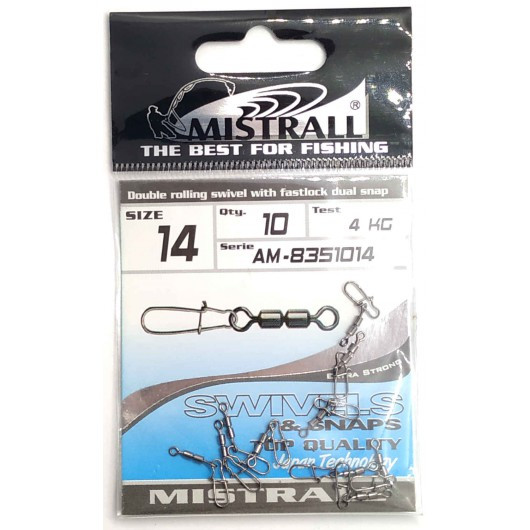 MISTRALL®
THE BEST FOR FISHING
Double rolling swivel with fastlock dual snap
SIZE 14 Qty. 10 Test 4 KG
Serie AM-8351014
EXTRA STRONG
SWIVELS
& SNAPS
TOP QUALITY
Japan Technology
MISTRALL